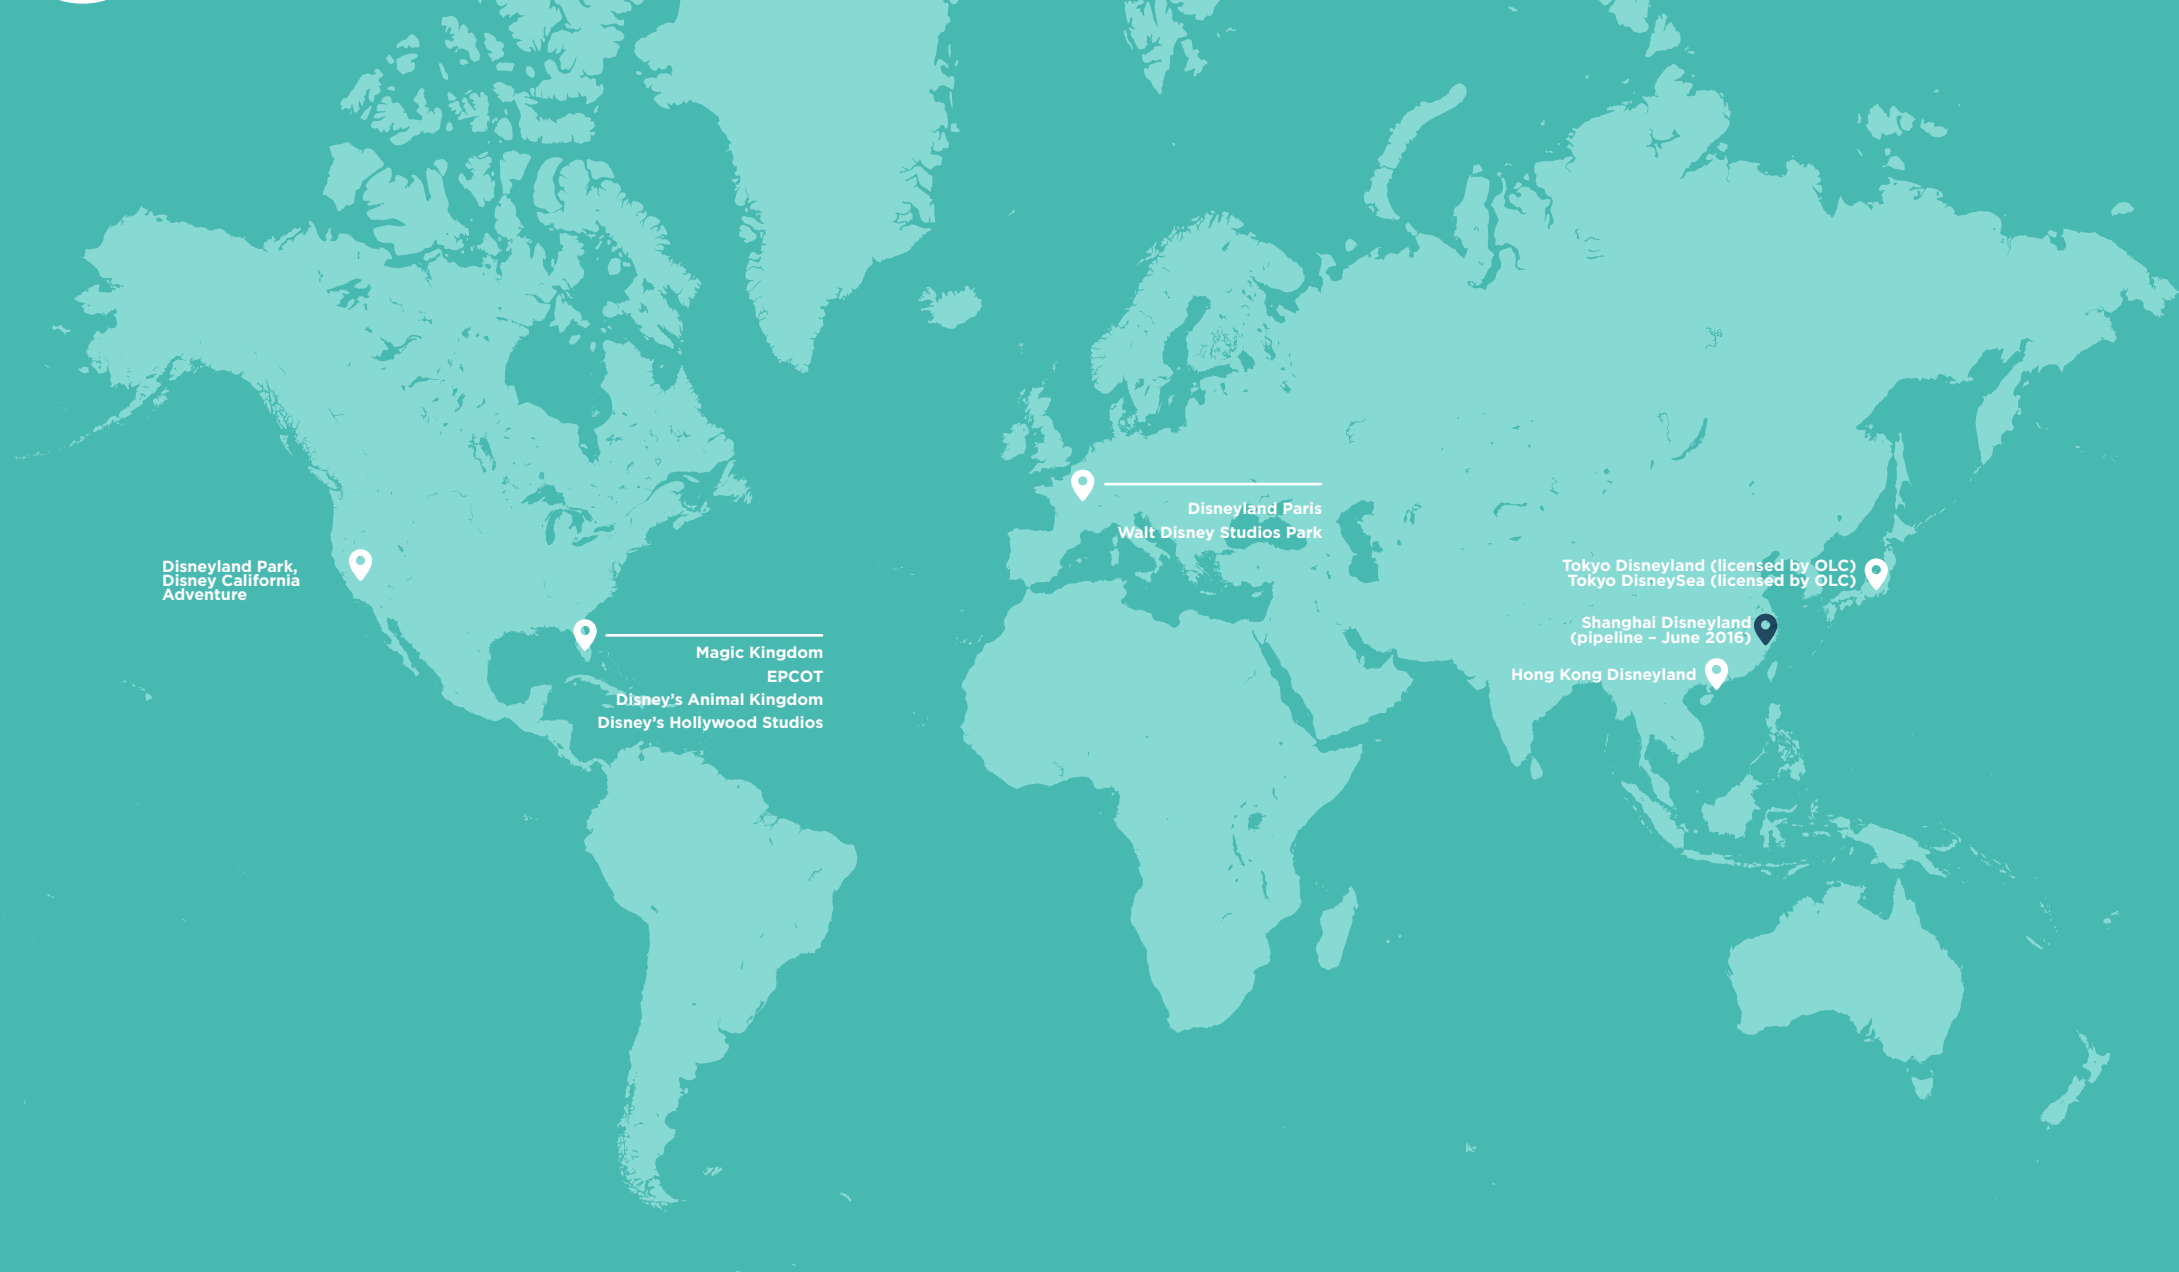 Disneyland Park,
Disney California
Adventure
Magic Kingdom
EPCOT
Disney’s Animal Kingdom
Disney’s Hollywood Studios
Disneyland Paris
Walt Disney Studios Park
Tokyo Disneyland (licensed by OLC)
Tokyo DisneySea (licensed by OLC)
Shanghai Disneyland
(pipeline – June 2016)
Hong Kong Disneyland